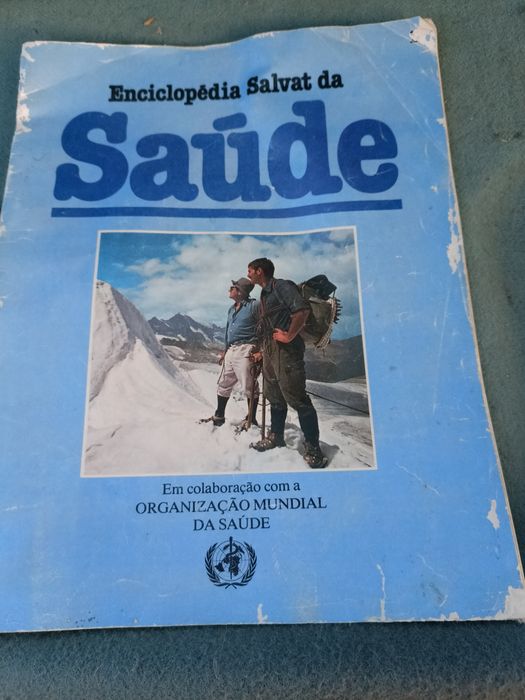 Enciclopédia Salvat da
Saúde
Em colaboração com a
ORGANIZAÇÃO MUNDIAL
DA SAÚDE